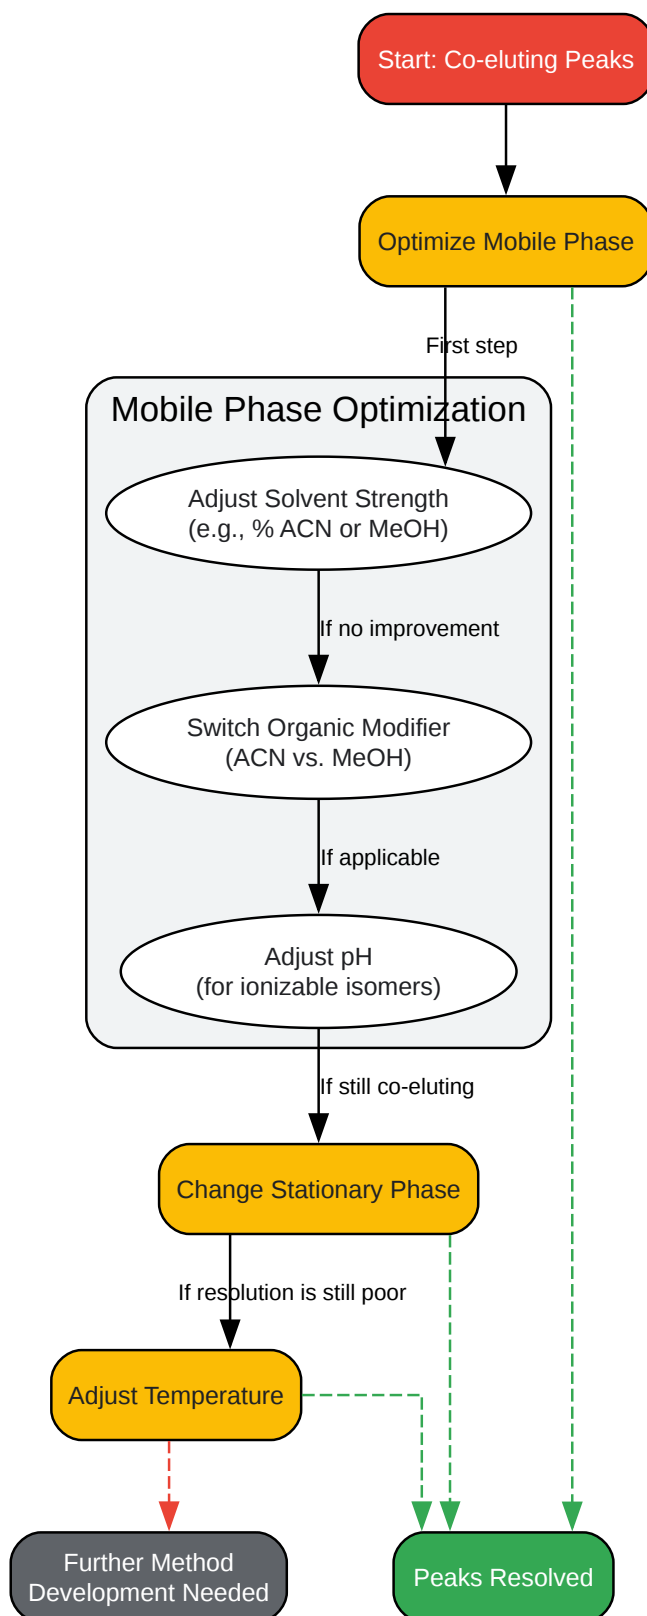 Start: Co-eluting Peaks
Optimize Mobile Phase
First step
Mobile Phase Optimization
Adjust Solvent Strength
(e.g., % ACN or MeOH)
If no improvement
Switch Organic Modifier
(ACN vs. MeOH)
If applicable
Adjust pH
(for ionizable isomers)
If still co-eluting
Change Stationary Phase
If resolution is still poor
Adjust Temperature
Further Method
Development Needed
Peaks Resolved